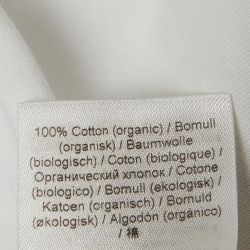 100% Cotton (organic) / Bomull
(organisk) / Baumwolle
(biologisch) / Coton (biologique) /
Органический хлопок / Cotone
(biologico) / Bomull (ekologisk) /
Katoen (organisch) / Bomuld
(økologisk) / Algodón (orgánico)
/ 棉